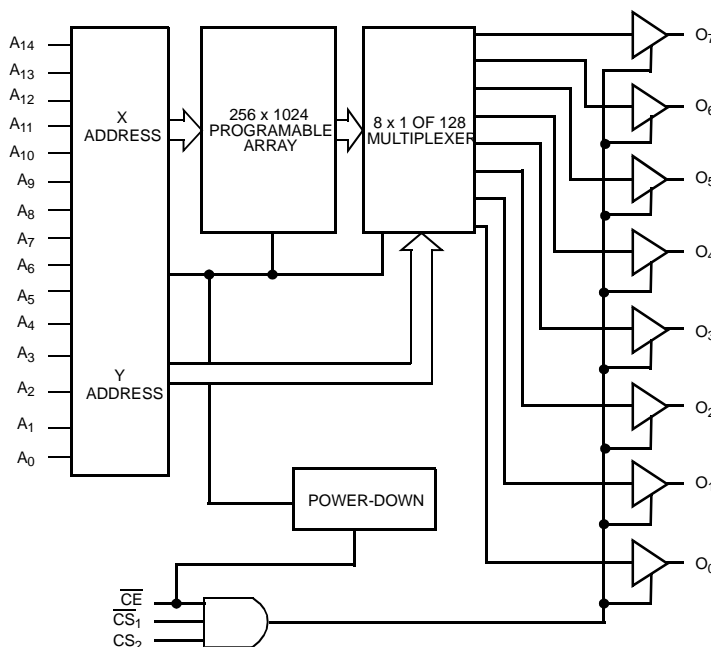 A14
A13
A12
A11
A10
A9
A8
A7
A6
A5
A4
A3
A2
A1
A0
X
ADDRESS
Y
ADDRESS
256 x 1024
PROGRAMABLE
ARRAY
8 x 1 OF 128
MULTIPLEXER
POWER-DOWN
CE
CS1
CS2
O7
O6
O5
O4
O3
O2
O1
O0